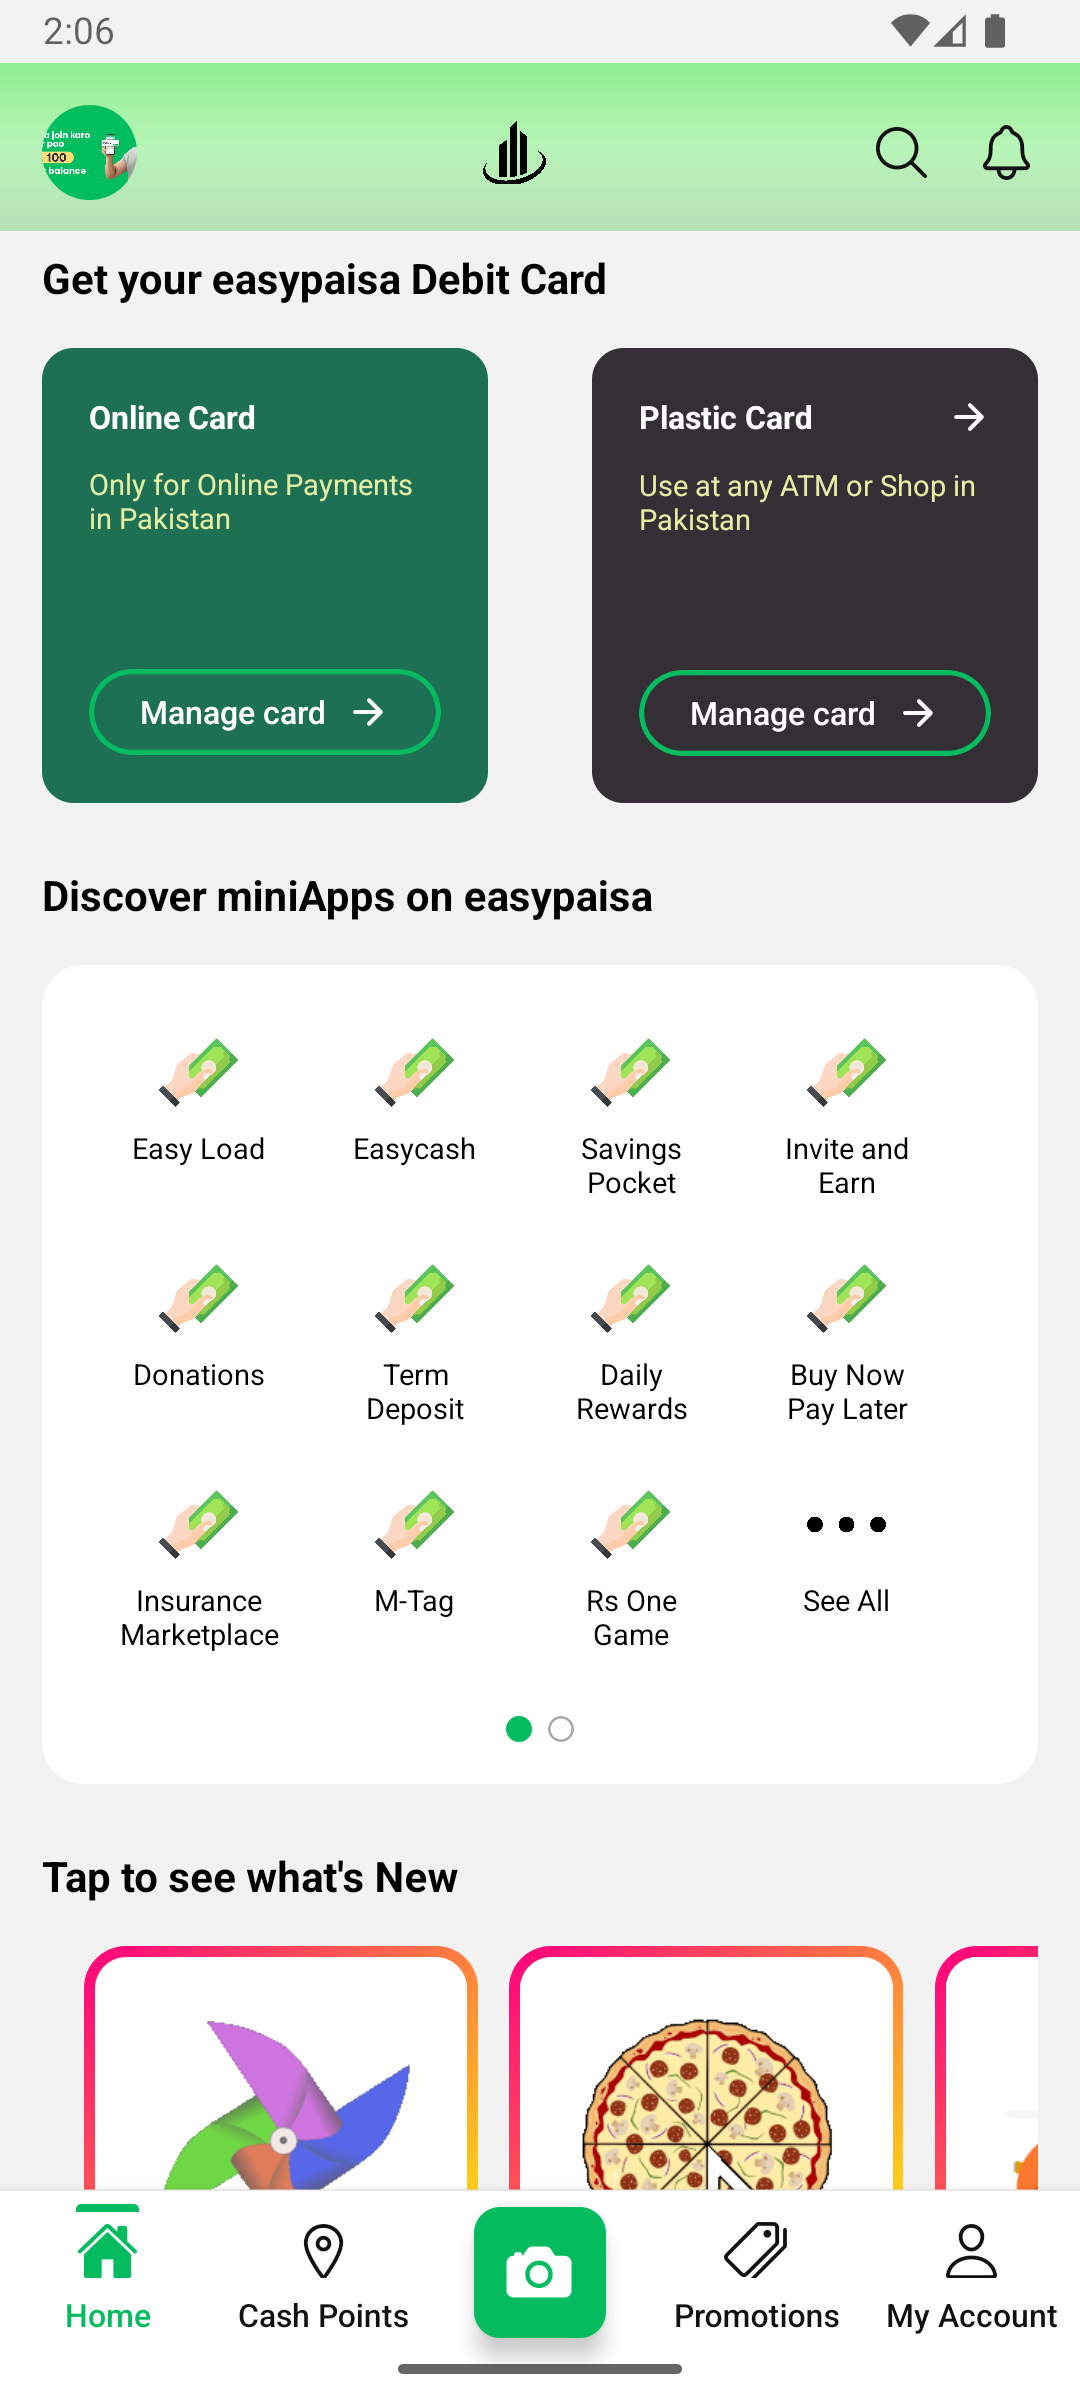 2:06
a join karo
r pao
100
balance
Get your easypaisa Debit Card
Online Card
Only for Online Payments
in Pakistan
Manage card
Plastic Card
Use at any ATM or Shop in
Pakistan
Manage card
Discover miniApps on easypaisa
Easy Load
Easycash
Savings
Pocket
Invite and
Earn
Donations
Term
Deposit
Daily
Rewards
Buy Now
Pay Later
Insurance
Marketplace
M-Tag
Rs One
Game
See All
Tap to see what's New
Home
Cash Points
Promotions
My Account